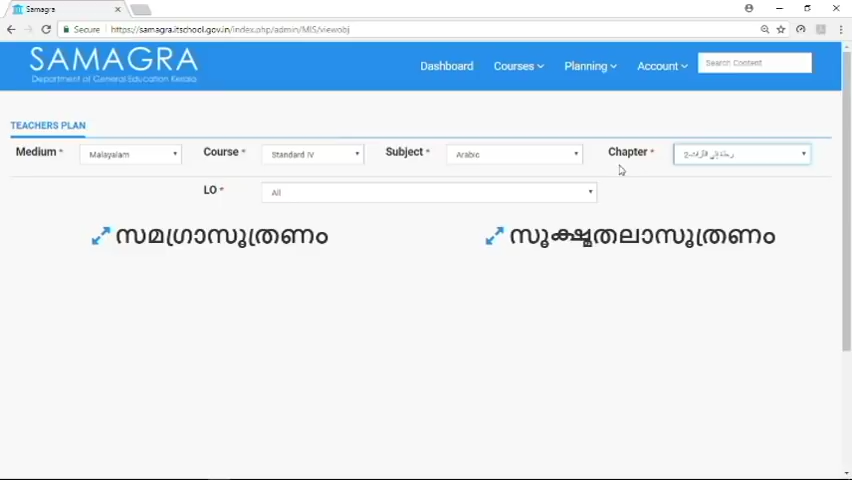 Samagra
Secure
https://samagra.itschool.gov.in/index.php/admin/MIS/viewobj
SAMAGRA
Department of General Education Kerala
Dashboard
Courses
Planning
Account
Search Content
TEACHERS PLAN
Medium *
Malayalam
Course *
Standard IV
Subject *
Arabic
Chapter *
LO *
All
സമഗ്രാസൂത്രണം
സൂക്ഷ്മതലാസൂത്രണം